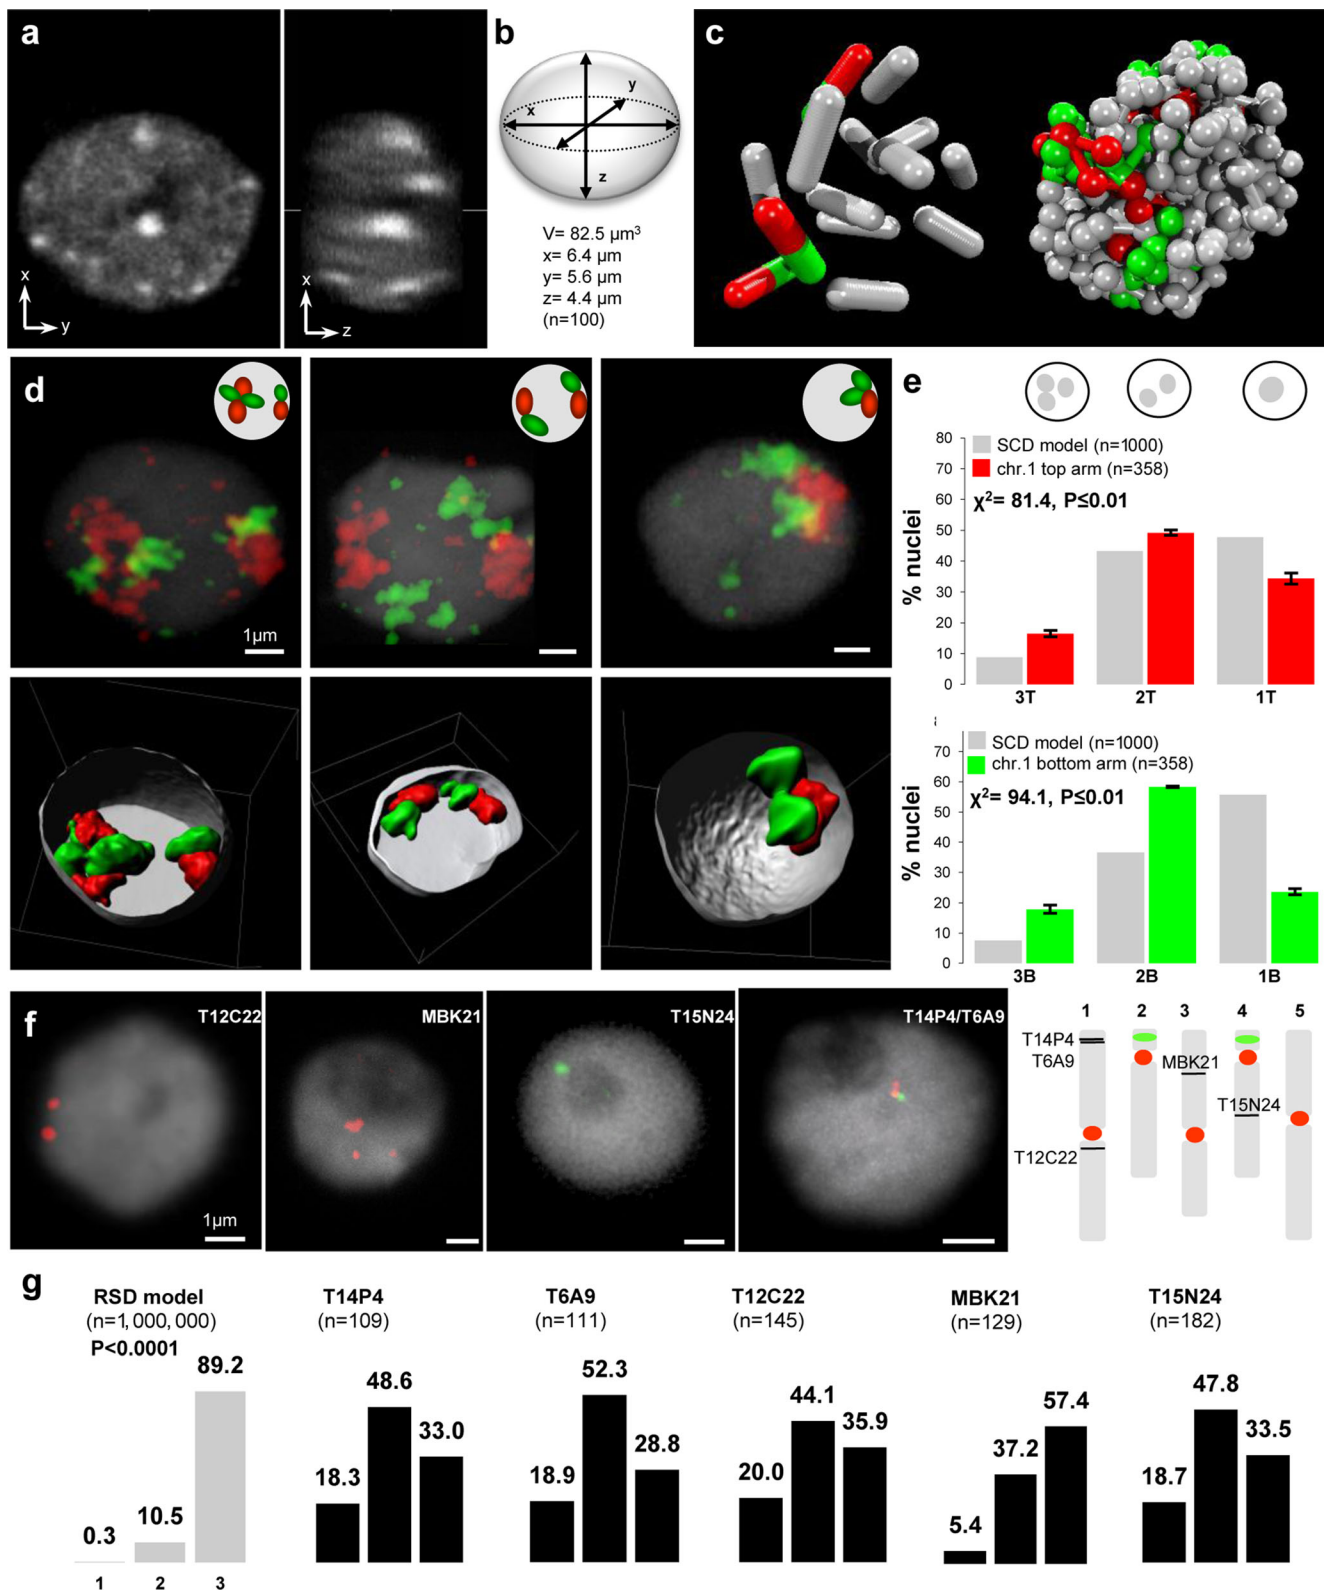 a
x
y
x
z
b
x
y
z
V= 82.5 µm³
x= 6.4 µm
y= 5.6 µm
z= 4.4 µm
(n=100)
c
d
1µm
e
80
70
60
50
40
30
20
10
0
% nuclei
SCD model (n=1000)
chr.1 top arm (n=358)
χ²= 81.4, P≤0.01
3T 2T 1T
70
60
50
40
30
20
10
0
% nuclei
SCD model (n=1000)
chr.1 bottom arm (n=358)
χ²= 94.1, P≤0.01
3B 2B 1B
f
T12C22
1µm
MBK21
T15N24
T14P4/T6A9
1 2 3 4 5
T14P4
T6A9
MBK21
T15N24
T12C22
g
RSD model
(n=1,000,000)
P<0.0001
0.3
10.5
89.2
1 2 3
T14P4
(n=109)
18.3
48.6
33.0
T6A9
(n=111)
18.9
52.3
28.8
T12C22
(n=145)
20.0
44.1
35.9
MBK21
(n=129)
5.4
37.2
57.4
T15N24
(n=182)
18.7
47.8
33.5